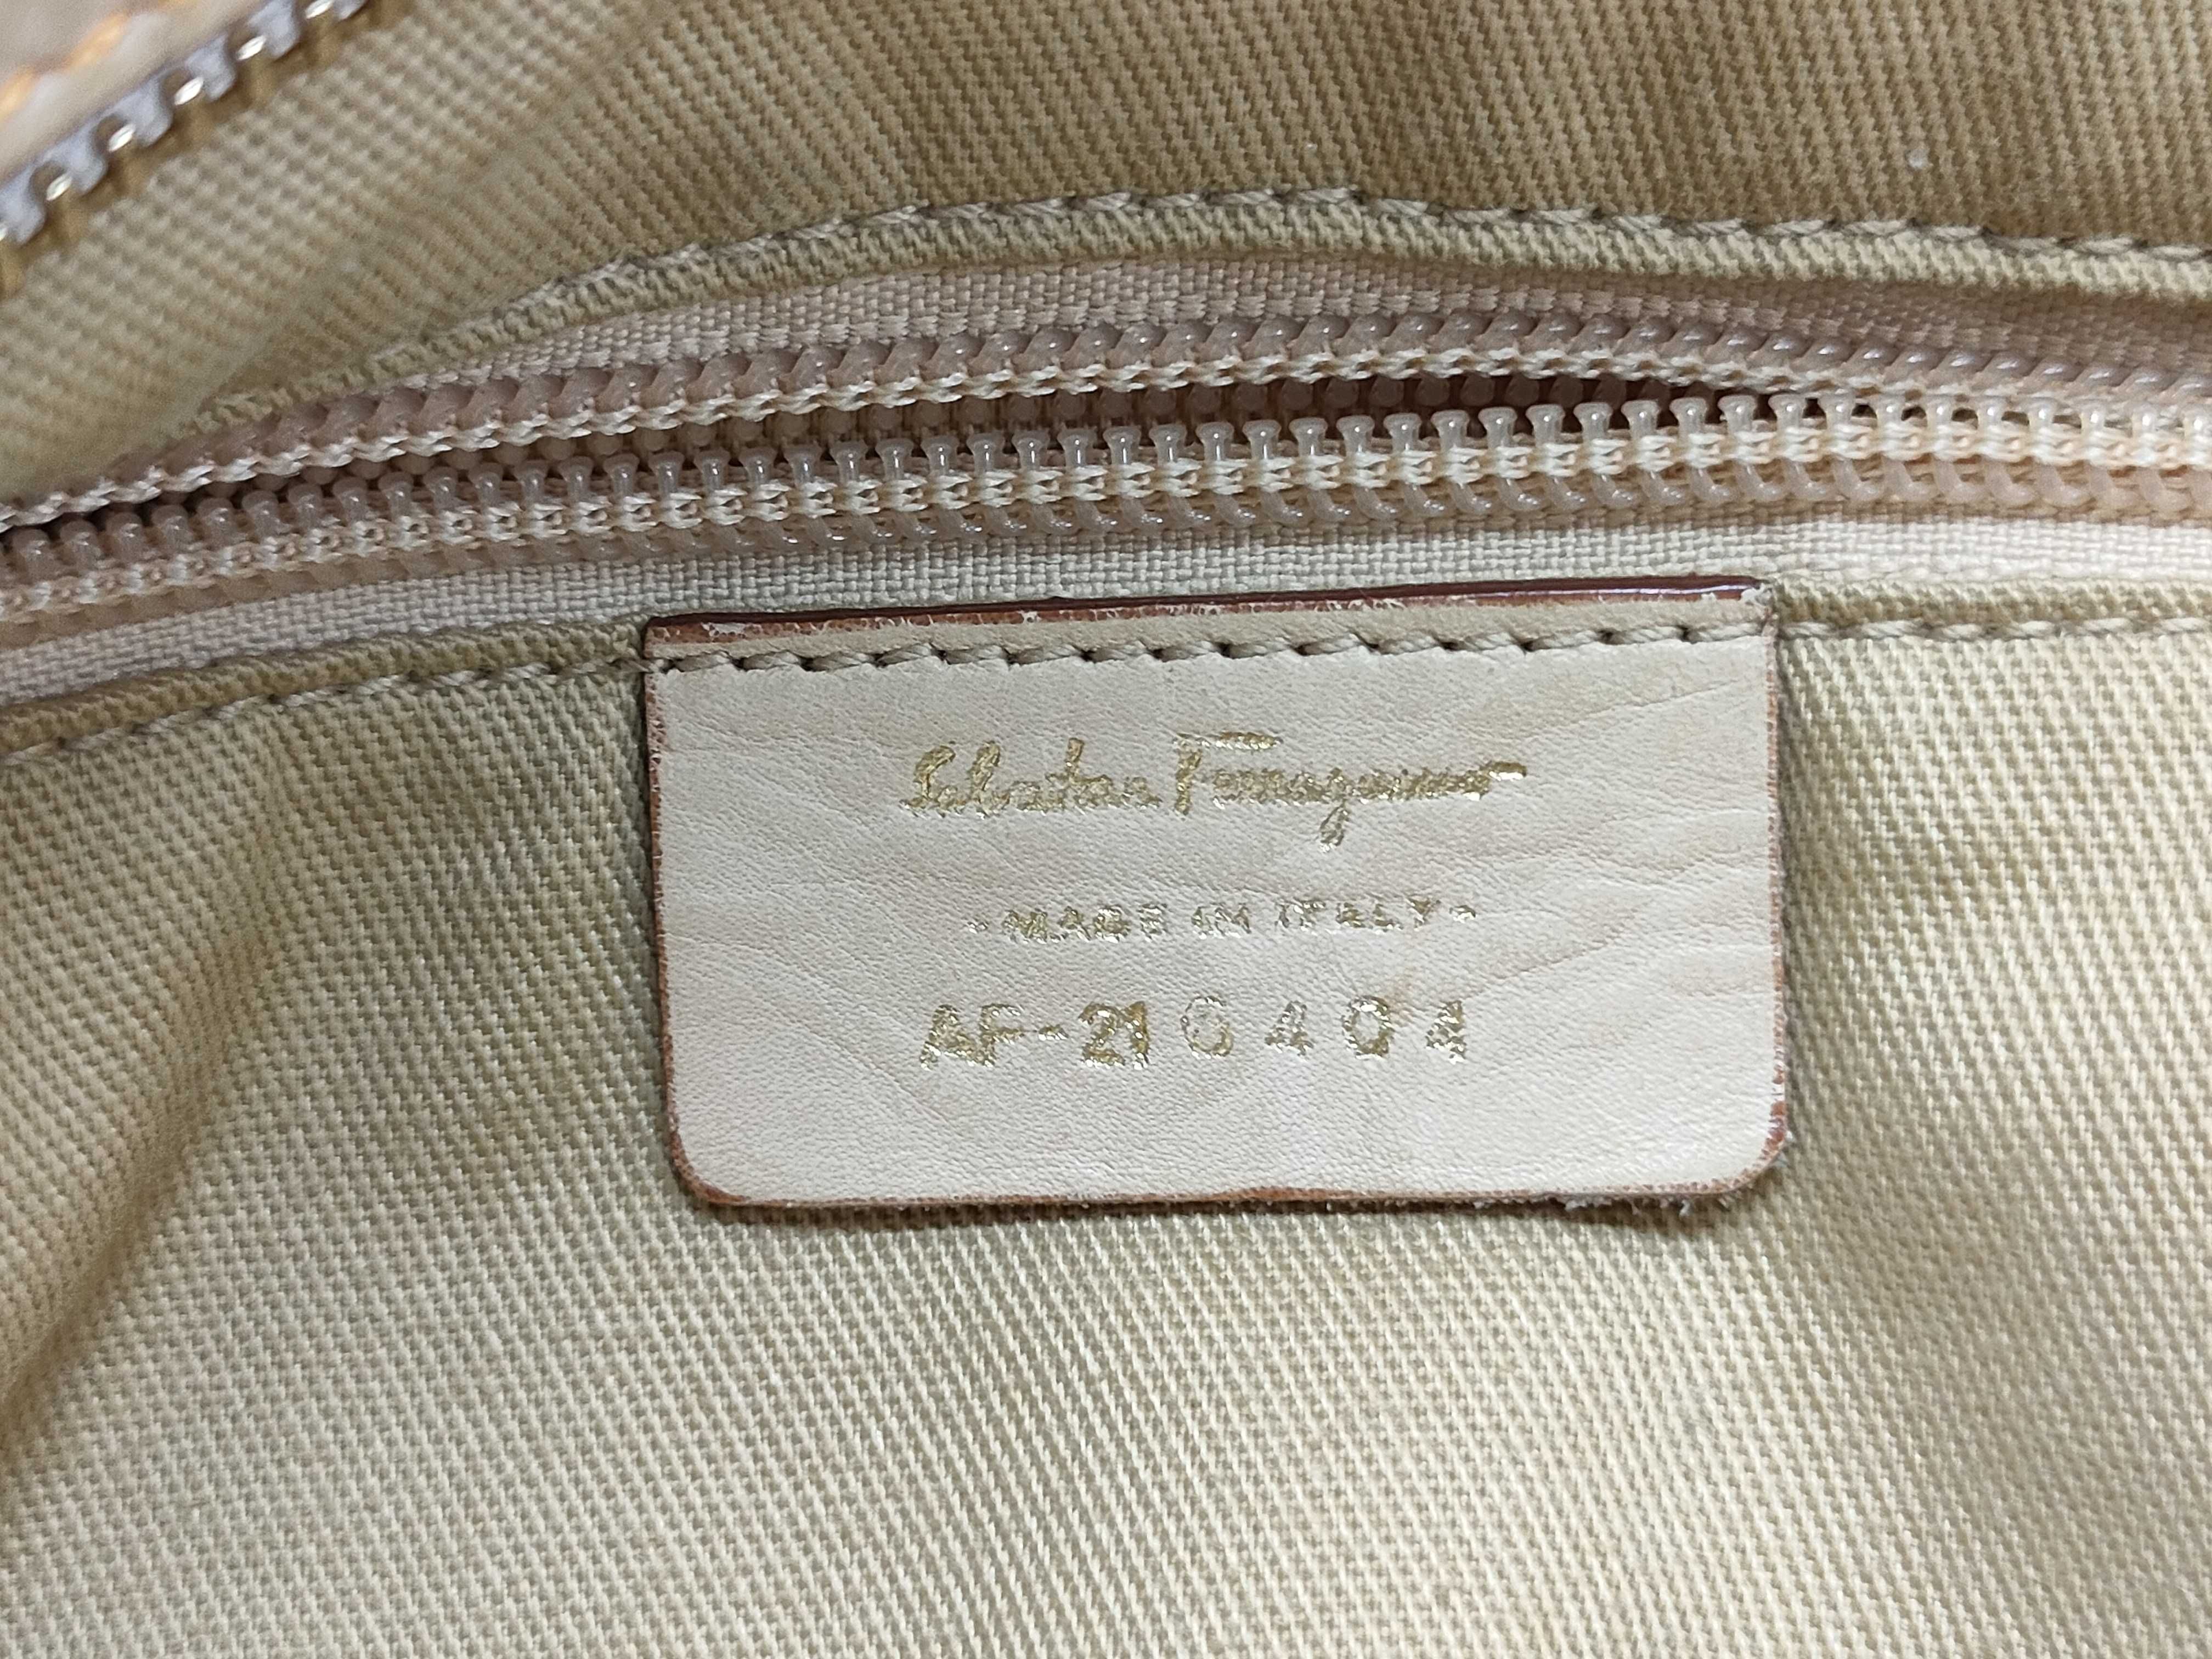 Salvatore Ferragamo
-MADE IN ITALY-
AF-21 6404